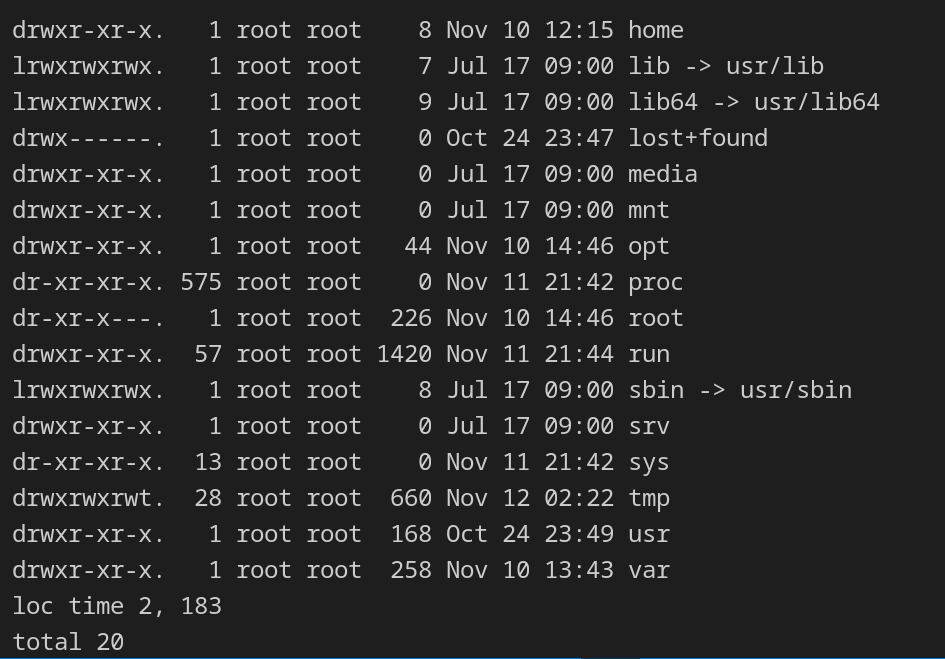 drwxr-xr-x.   1 root root    8 Nov 10 12:15 home
lrwxrwxrwx.   1 root root    7 Jul 17 09:00 lib -> usr/lib
lrwxrwxrwx.   1 root root    9 Jul 17 09:00 lib64 -> usr/lib64
drwx------.   1 root root    0 Oct 24 23:47 lost+found
drwxr-xr-x.   1 root root    0 Jul 17 09:00 media
drwxr-xr-x.   1 root root    0 Jul 17 09:00 mnt
drwxr-xr-x.   1 root root   44 Nov 10 14:46 opt
dr-xr-xr-x. 575 root root    0 Nov 11 21:42 proc
dr-xr-x---.   1 root root  226 Nov 10 14:46 root
drwxr-xr-x.  57 root root 1420 Nov 11 21:44 run
lrwxrwxrwx.   1 root root    8 Jul 17 09:00 sbin -> usr/sbin
drwxr-xr-x.   1 root root    0 Jul 17 09:00 srv
dr-xr-xr-x.  13 root root    0 Nov 11 21:42 sys
drwxrwxrwt.  28 root root  660 Nov 12 02:22 tmp
drwxr-xr-x.   1 root root  168 Oct 24 23:49 usr
drwxr-xr-x.   1 root root  258 Nov 10 13:43 var
loc time 2, 183
total 20